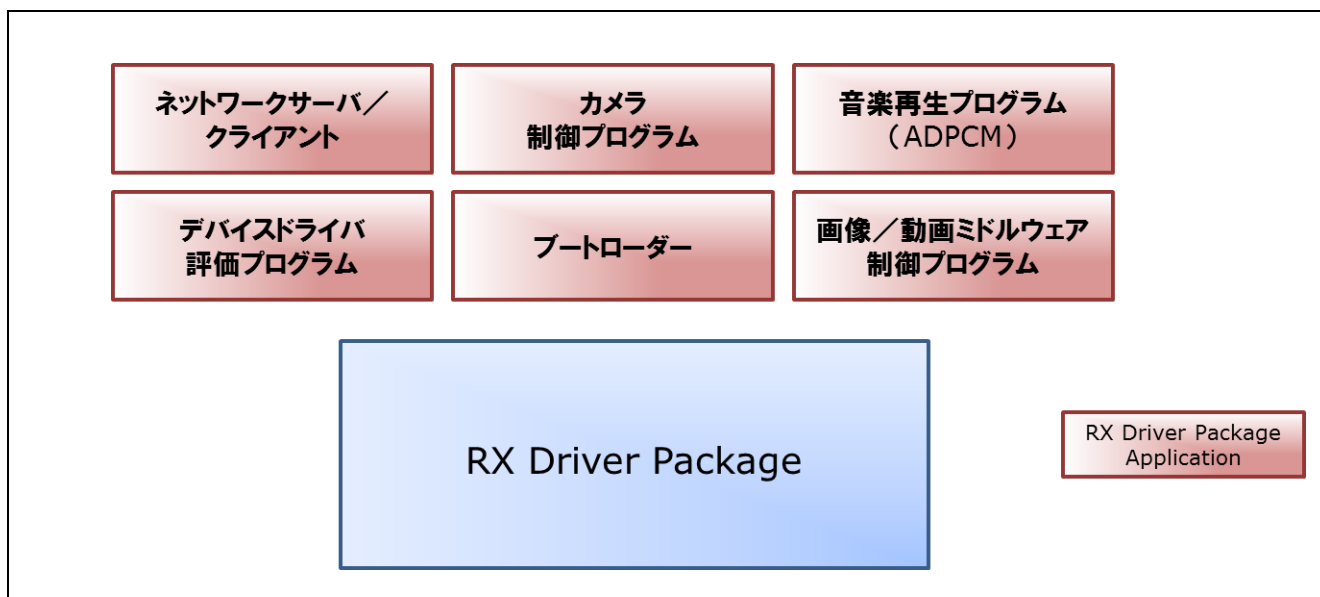 ネットワークサーバ／
クライアント
カメラ
制御プログラム
音楽再生プログラム
（ADPCM）
デバイスドライバ
評価プログラム
ブートローダー
画像／動画ミドルウェア
制御プログラム
RX Driver Package
RX Driver Package
Application